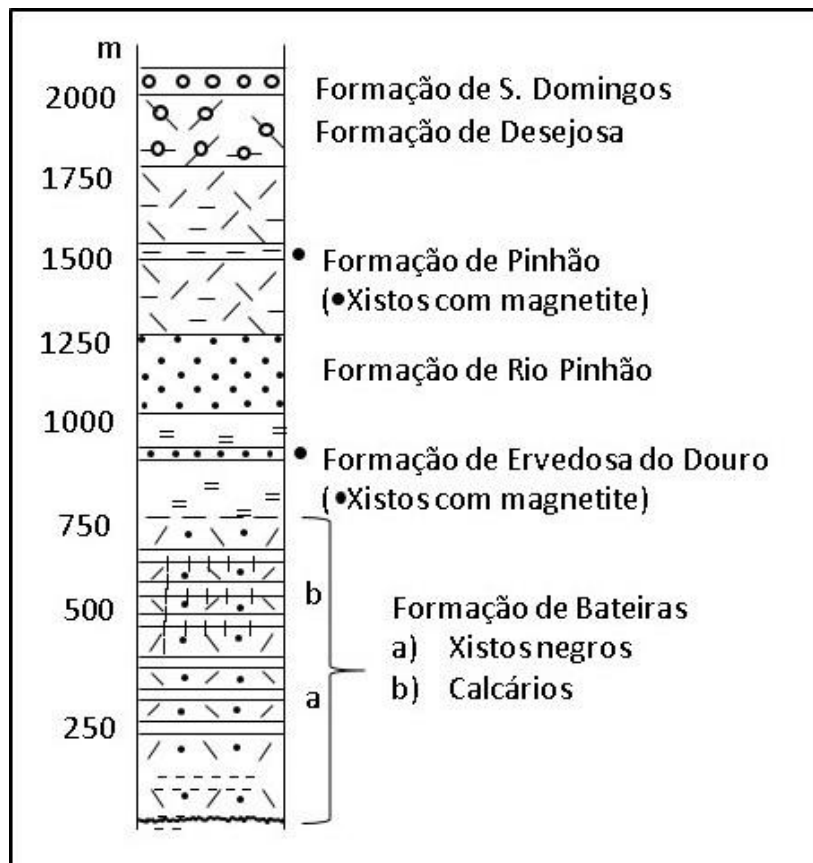 m
2000
Formação de S. Domingos
Formação de Desejosa
1750
1500
Formação de Pinhão
(•Xistos com magnetite)
1250
Formação de Rio Pinhão
1000
Formação de Ervedosa do Douro
(•Xistos com magnetite)
750
b
500
Formação de Bateiras
a) Xistos negros
b) Calcários
a
250